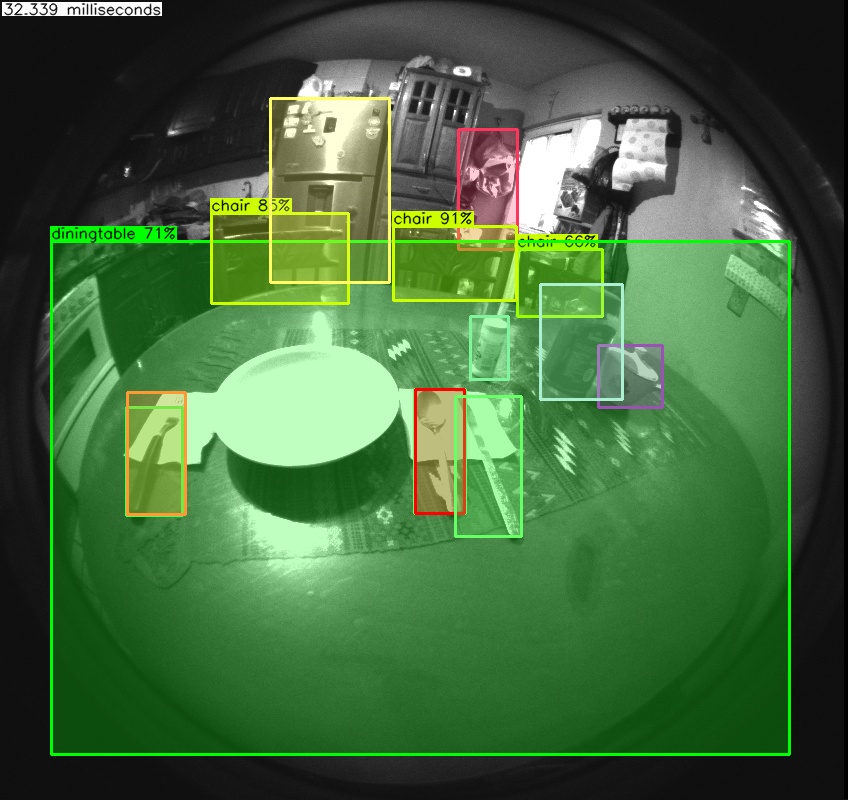 32.339 milliseconds
chair 85%
chair 91%
diningtable 71%
chair 66%